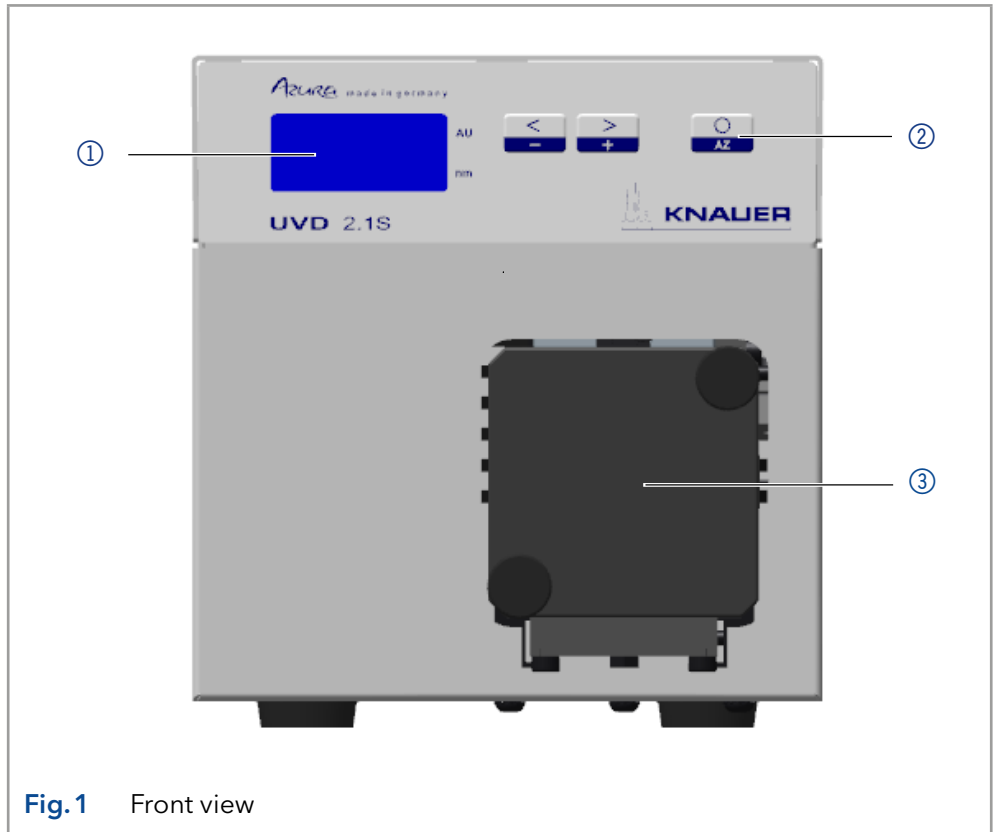 AZURA made in germany
①
AU
nm
<
−
>
+
○
AZ
②
UVD 2.1S
KNAUER
③
Fig.1 Front view